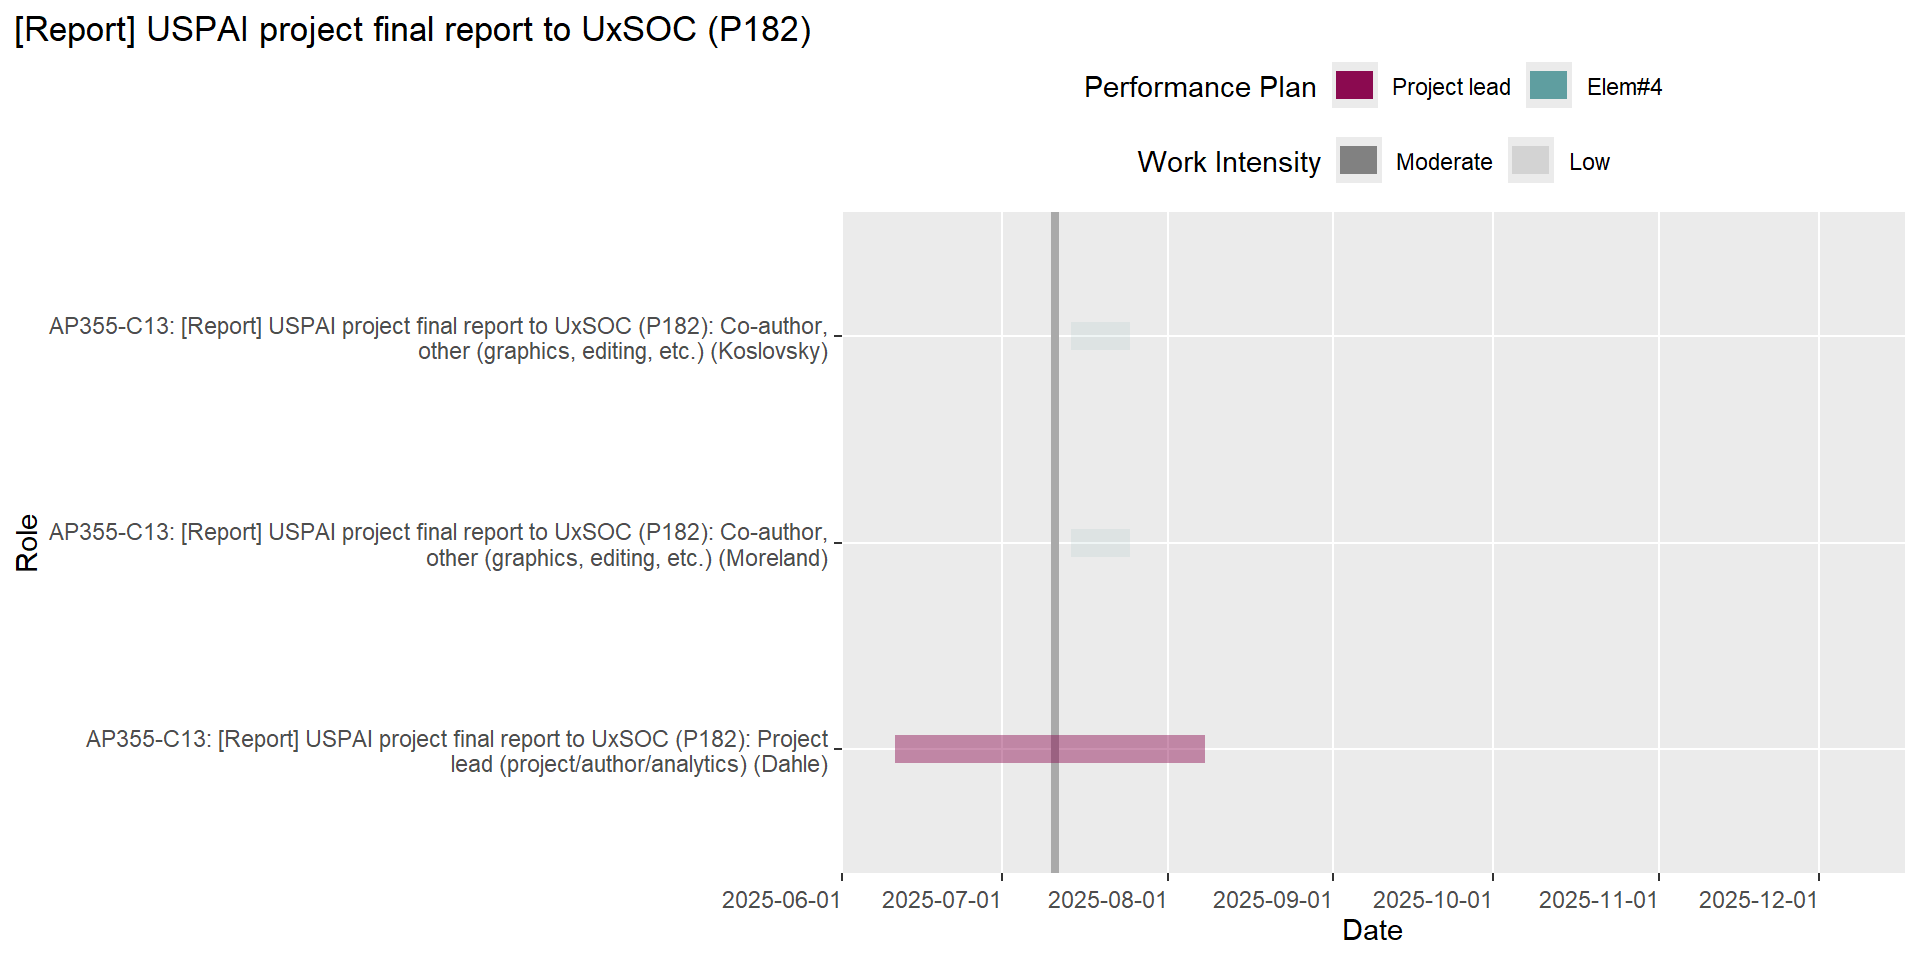 [Report] USPAI project final report to UxSOC (P182)
Performance Plan Project lead Elem#4
Work Intensity Moderate Low
AP355-C13: [Report] USPAI project final report to UxSOC (P182): Co-author,
other (graphics, editing, etc.) (Koslovsky)
Role
AP355-C13: [Report] USPAI project final report to UxSOC (P182): Co-author,
other (graphics, editing, etc.) (Moreland)
AP355-C13: [Report] USPAI project final report to UxSOC (P182): Project
lead (project/author/analytics) (Dahle)
2025-06-01 2025-07-01 2025-08-01 2025-09-01 2025-10-01 2025-11-01 2025-12-01
Date